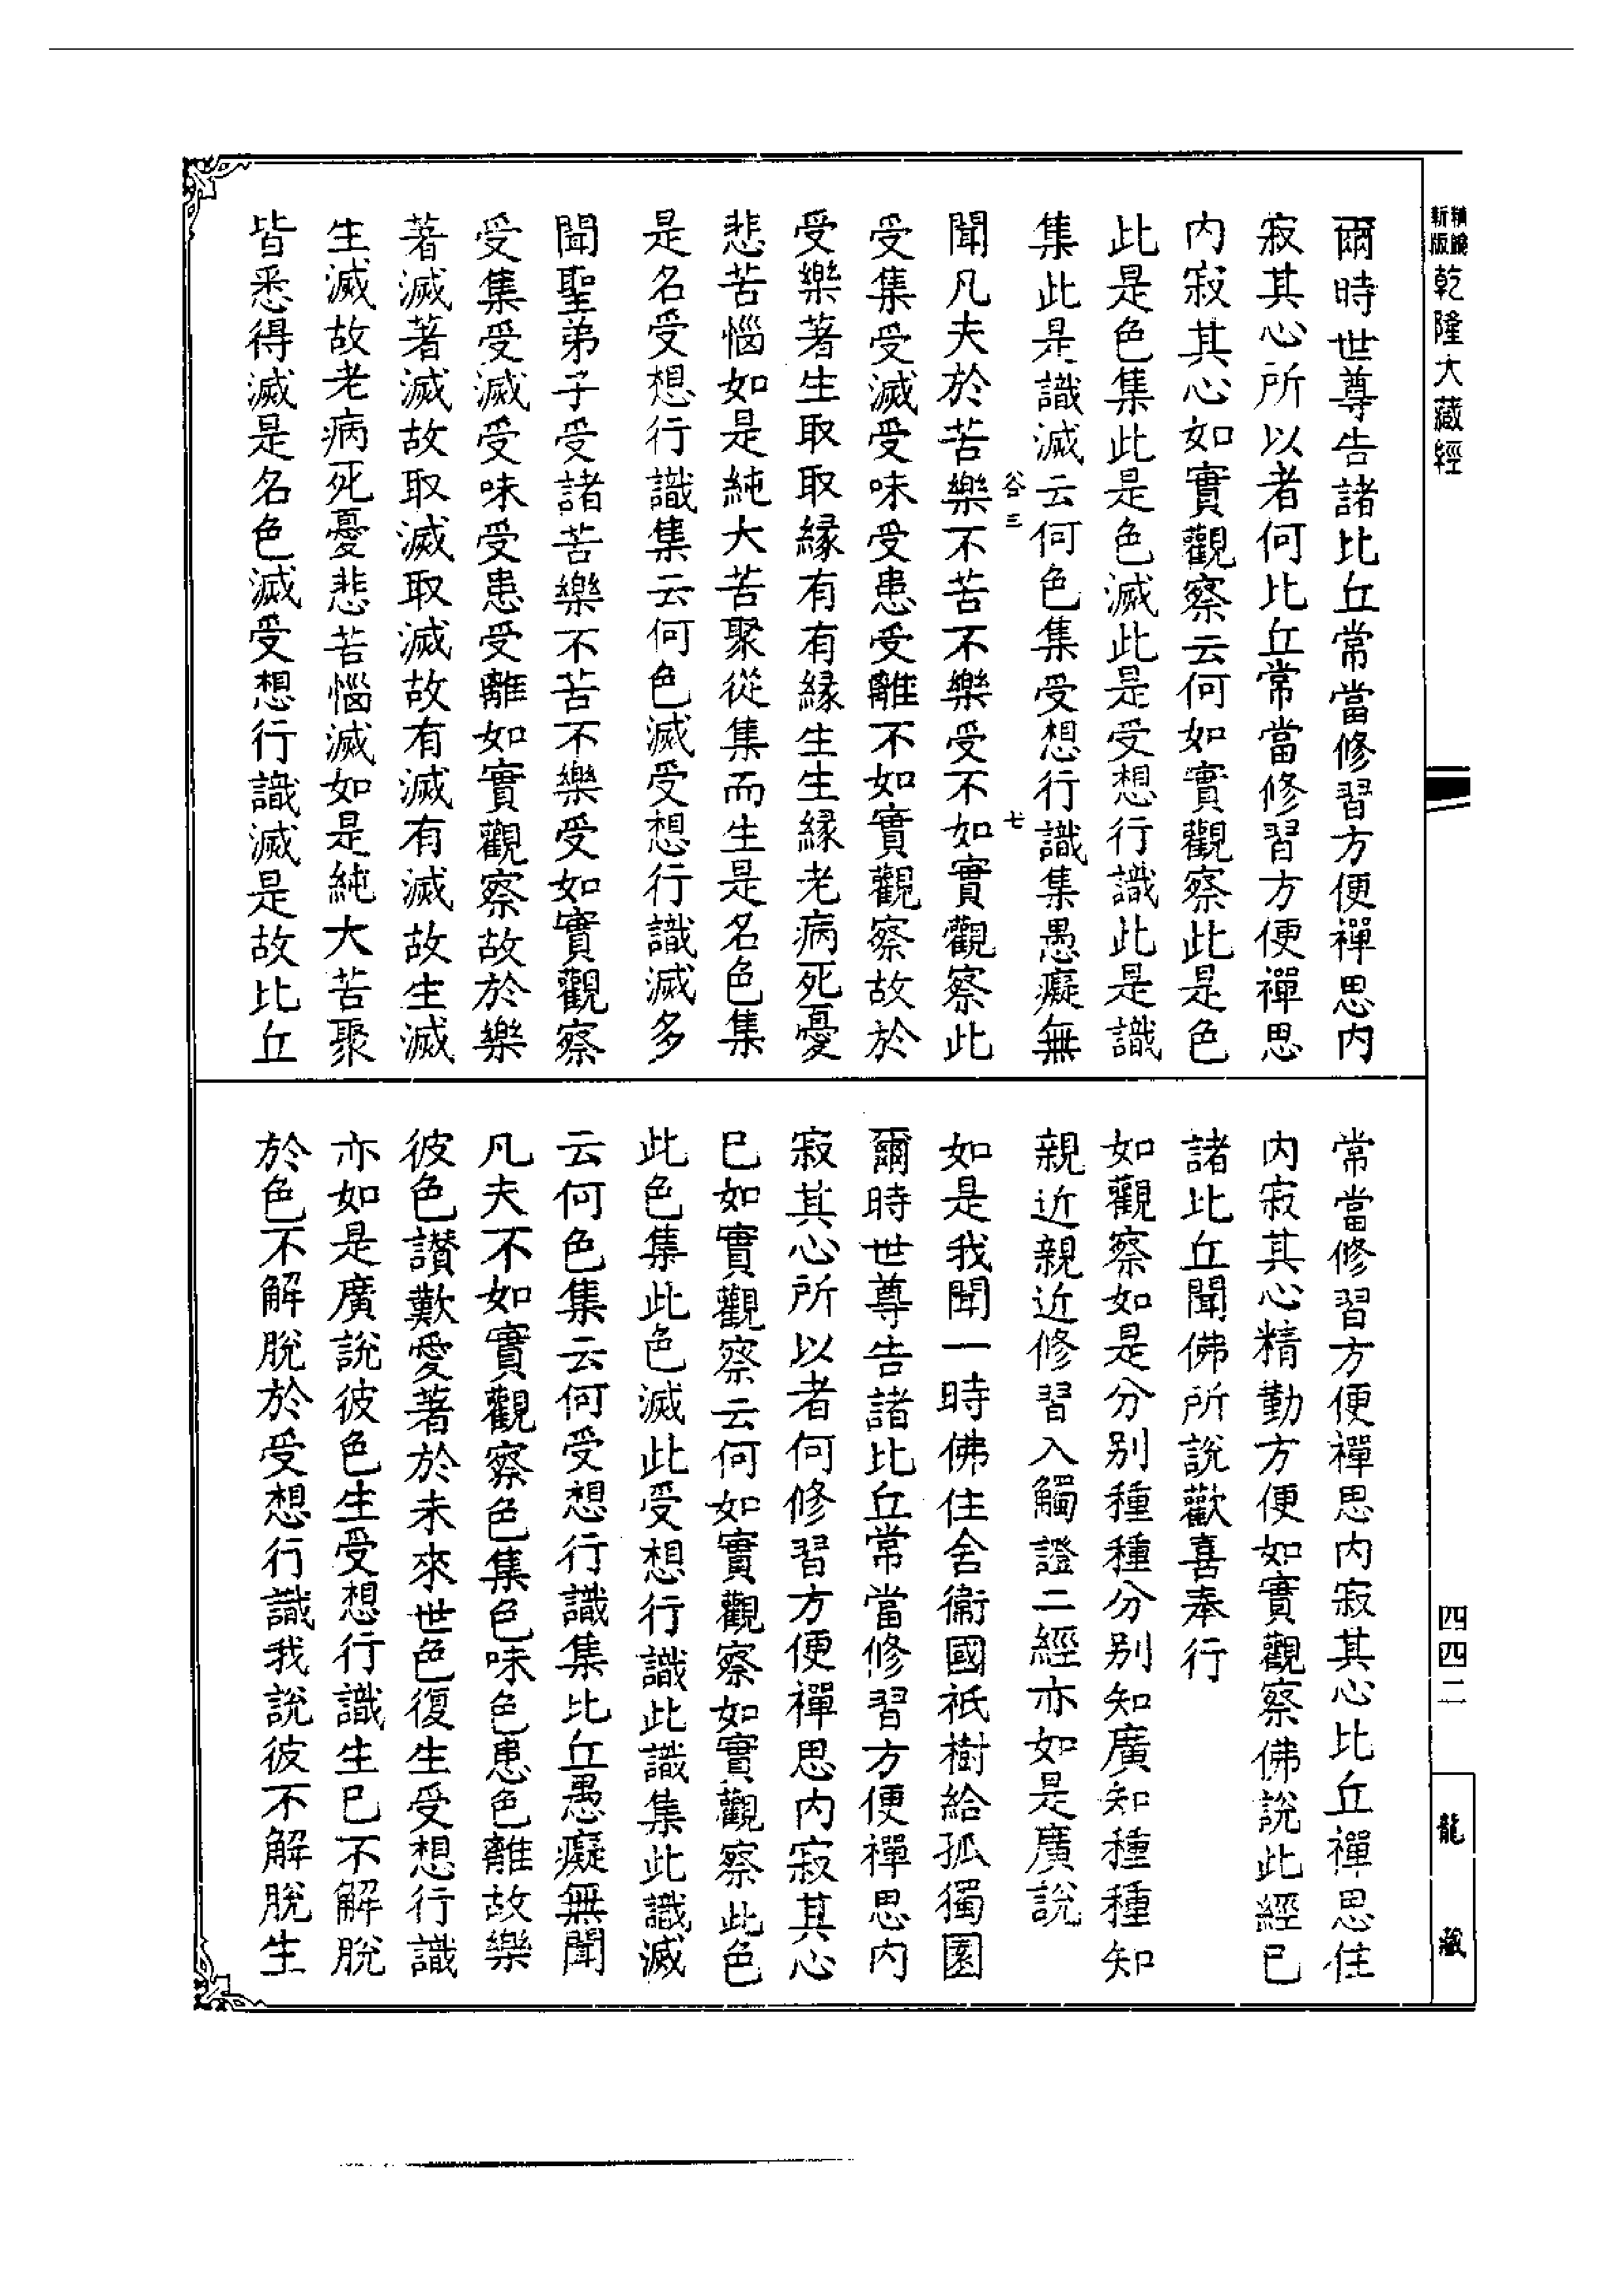 新版精縮乾隆大藏經
爾時世尊告諸比丘常當修習方便禪思内
寂其心所以者何比丘常當修習方便禪思
内寂其心如實觀察云何如實觀察此是色
此是色集此是色滅此是受想行識此是識
集此是識滅云何色集受想行識集愚癡無
谷三
七
聞凡夫於苦樂不苦不樂受不如實觀察此
受集受滅受味受患受離不如實觀察故於
受樂著生取取緣有有緣生生緣老病死憂
悲苦惱如是純大苦聚從集而生是名色集
是名受想行識集云何色滅受想行識滅多
聞聖弟子受諸苦樂不苦不樂受如實觀察
受集受滅受味受患受離如實觀察故於樂
著滅著滅故取滅取滅故有滅有滅故生滅
生滅故老病死憂悲苦惱滅如是純大苦聚
皆悉得滅是名色滅受想行識滅是故比丘
常當修習方便禪思内寂其心比丘禪思住
内寂其心精勤方便如實觀察佛說此經已
諸比丘聞佛所說歡喜奉行
如觀察如是分别種種分别知廣知種種知
親近親近修習入觸證二經亦如是廣說
如是我聞一時佛住舍衞國祇樹給孤獨園
爾時世尊告諸比丘常當修習方便禪思内
寂其心所以者何修習方便禪思内寂其心
已如實觀察云何如實觀察如實觀察此色
此色集此色滅此受想行識此識集此識滅
云何色集云何受想行識集比丘愚癡無聞
凡夫不如實觀察色集色味色患色離故樂
彼色讃歎愛著於未來世色復生受想行識
亦如是廣說彼色生受想行識生已不解脫
於色不解脫於受想行識我說彼不解脫生
四四二
龍藏